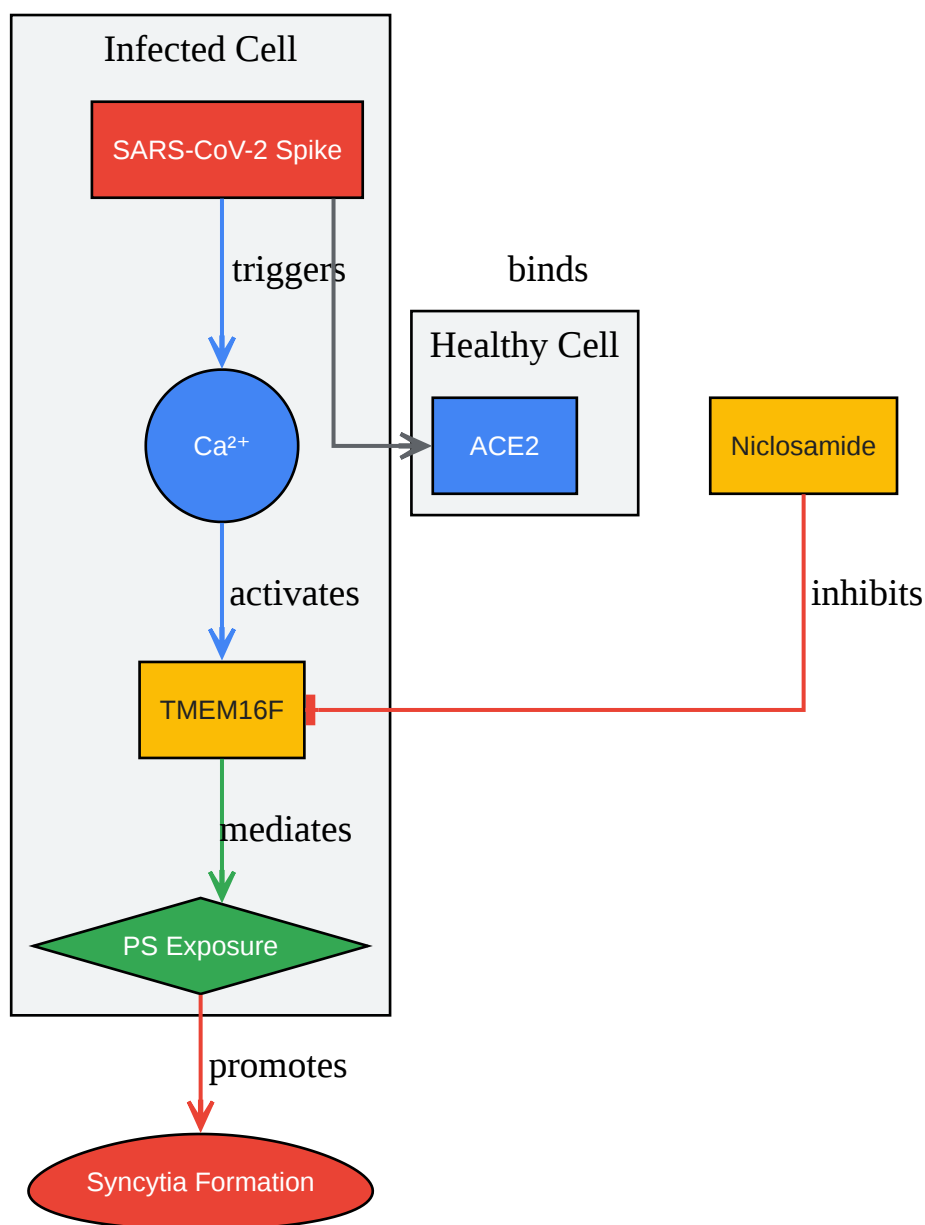 Infected Cell
SARS-CoV-2 Spike
triggers
binds
Healthy Cell
Ca²⁺
ACE2
Niclosamide
activates
inhibits
TMEM16F
mediates
PS Exposure
promotes
Syncytia Formation